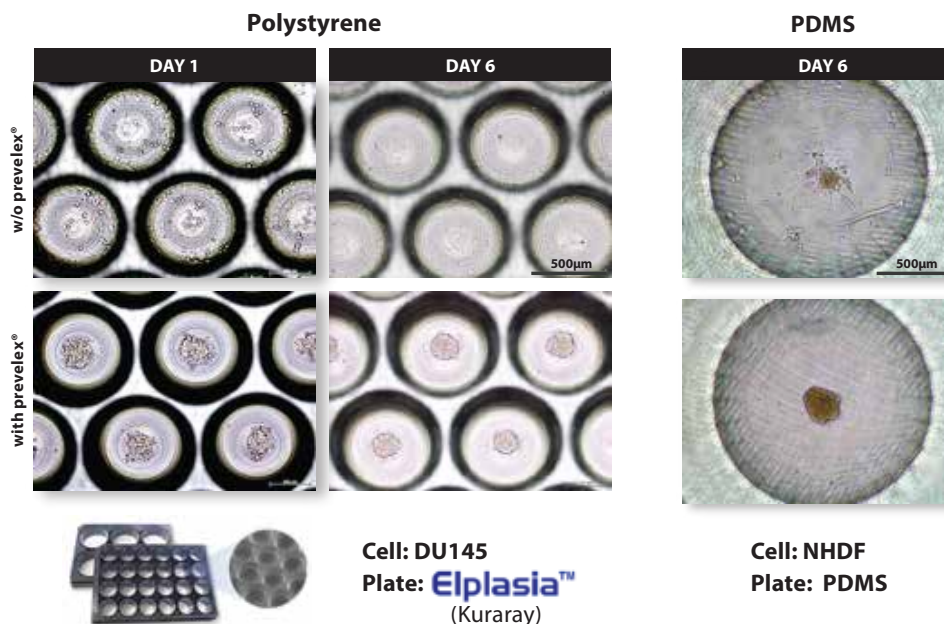 Polystyrene
PDMS
DAY 1
DAY 6
DAY 6
w/o prevelex®
500µm
500µm
with prevelex®
Cell: DU145
Plate: Elplasia™
(Kuraray)
Cell: NHDF
Plate: PDMS